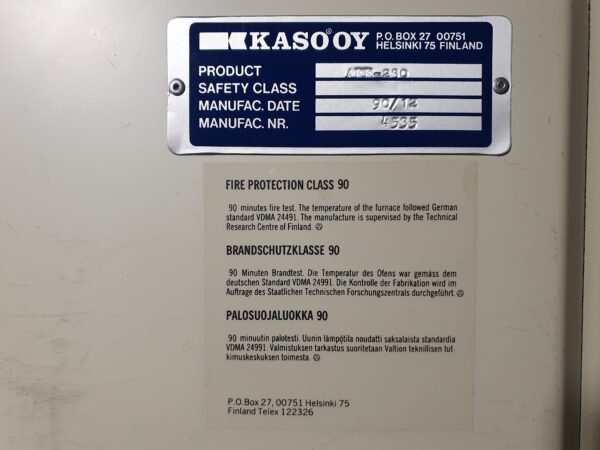 KASO® OY P.O. BOX 27 00751
HELSINKI 75 FINLAND
PRODUCT
SAFETY CLASS
MANUFAC. DATE 90/12
MANUFAC. NR. 4535
FIRE PROTECTION CLASS 90
90 minutes fire test. The temperature of the furnace followed German
standard VDMA 24491. The manufacture is supervised by the Technical
Research Centre of Finland.
BRANDSCHUTZKLASSE 90
90 Minuten Brandtest. Die Temperatur des Ofens war gemäss dem
deutschen Standard VDMA 24991. Die Kontrolle der Fabrikation wird im
Auftrage des Staatlichen Technischen Forschungszentrals durchgeführt.
PALOSUOJALUOKKA 90
90 minuutin palotesti. Uunin lämpötila noudatti saksalaista standardia
VDMA 24991. Valmistuksen tarkastus suoritetaan Valtion teknillisen tut-
kimuskeskuksen toimesta.
P.O.Box 27, 00751 Helsinki 75
Finland Telex 122326